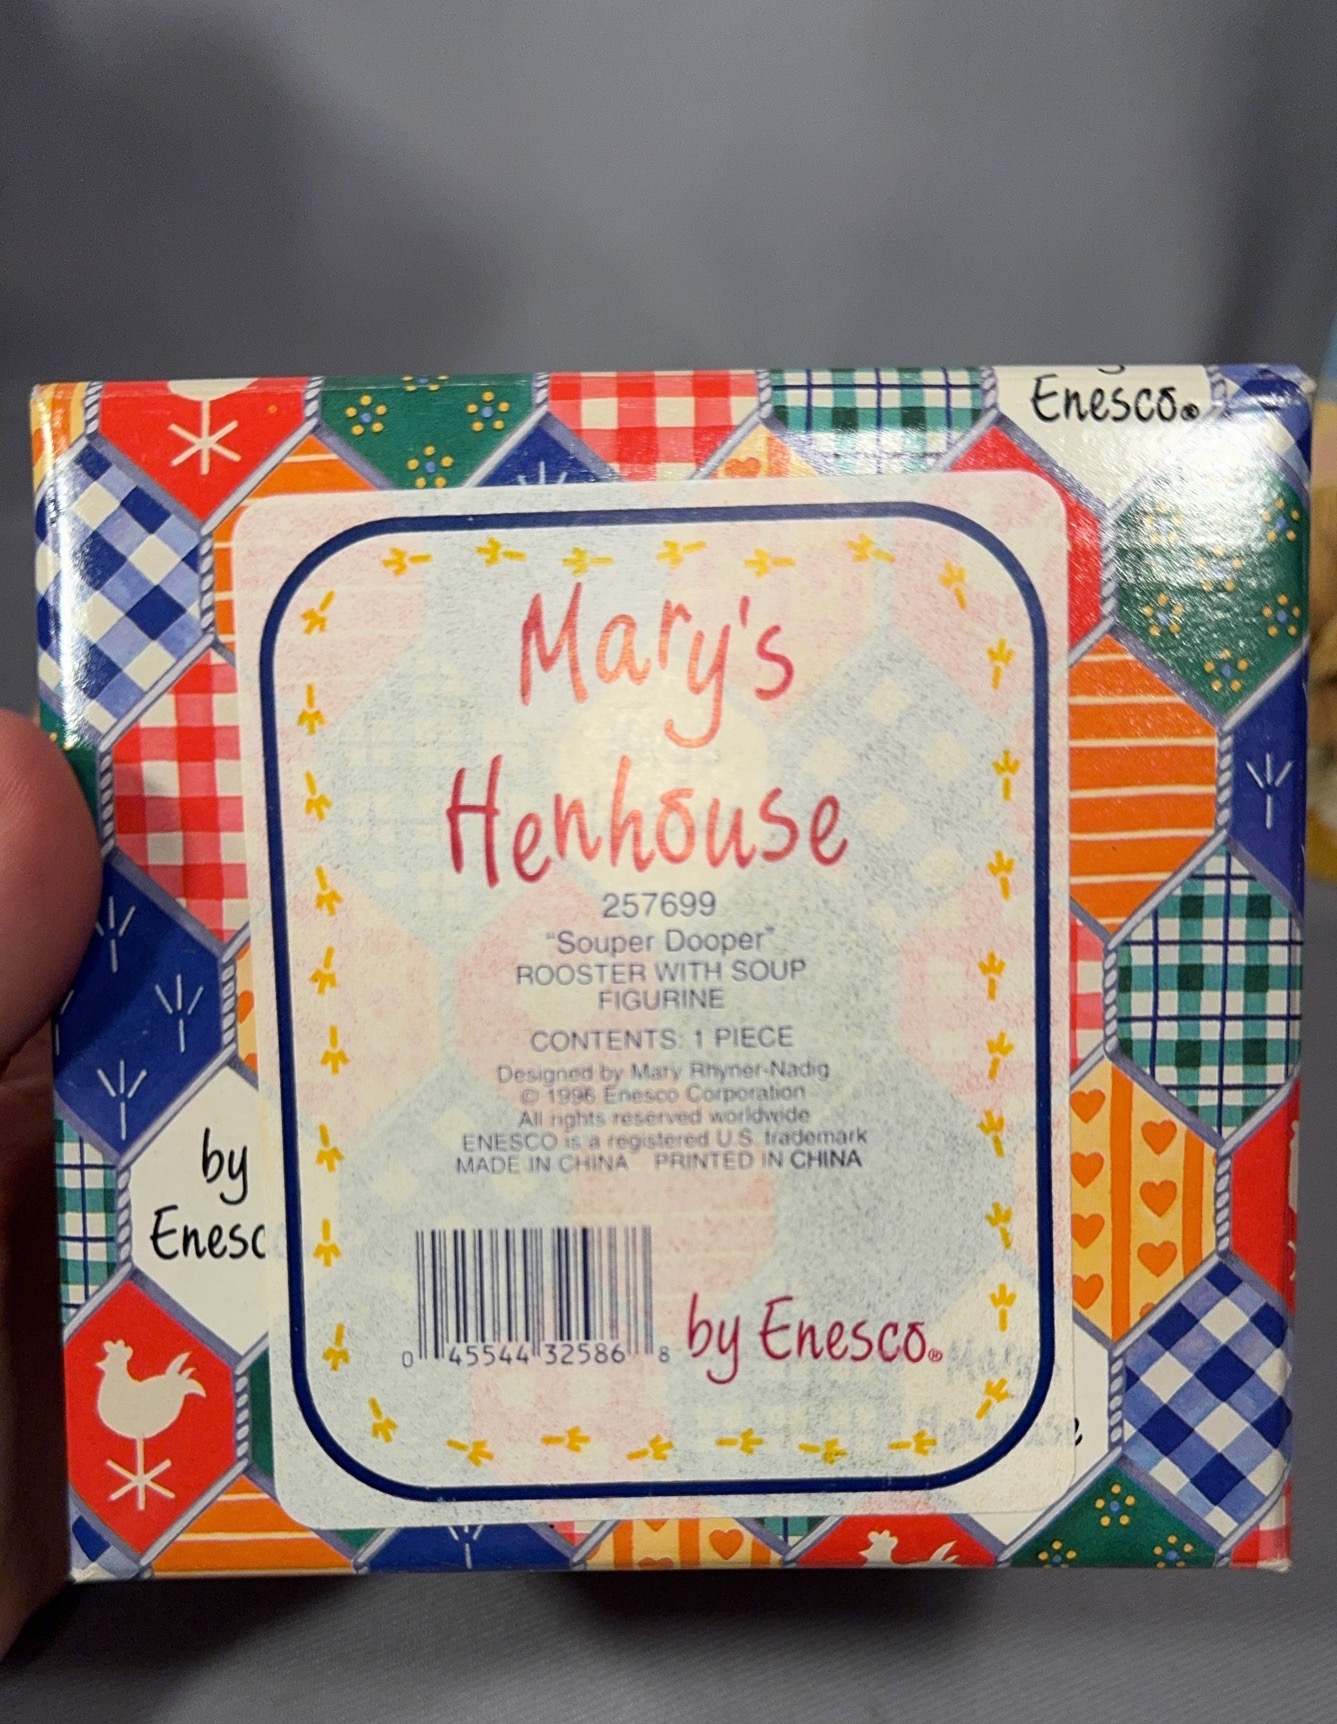 Enesco®
Mary's
Henhouse
257699
"Souper Dooper"
ROOSTER WITH SOUP
FIGURINE
CONTENTS: 1 PIECE
Designed by Mary Rhyner-Nadig
© 1996 Enesco Corporation
All rights reserved worldwide
ENESCO is a registered U.S. trademark
MADE IN CHINA PRINTED IN CHINA
by
Enesc
0 45544 32586 8
by Enesco®